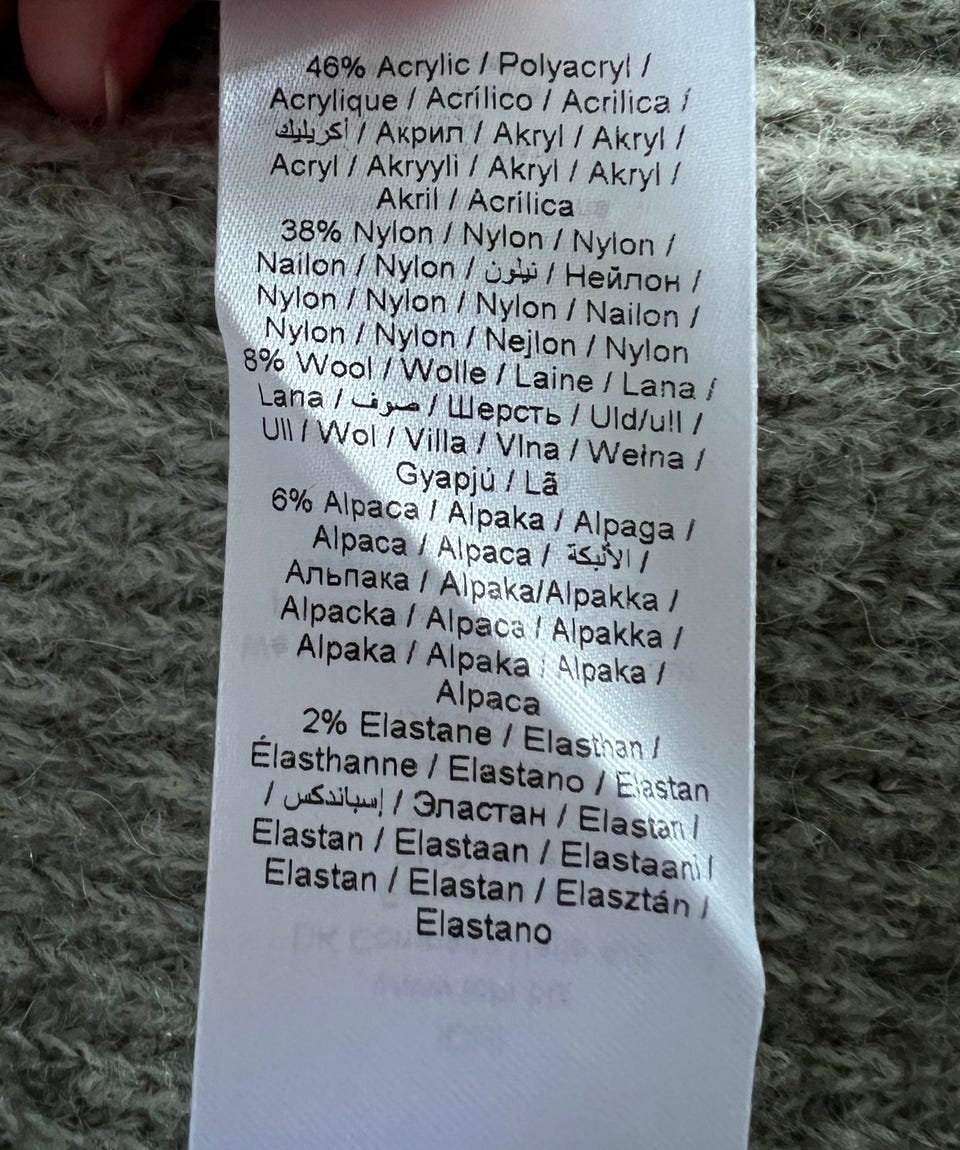 46% Acrylic / Polyacryl /
Acrylique / Acrílico / Acrilica /
أكريليك / Акрил / Akryl / Akryl /
Acryl / Akryyli / Akryl / Akryl /
Akril / Acrílica
38% Nylon / Nylon / Nylon /
Nailon / Nylon / نيلون / Нейлон /
Nylon / Nylon / Nylon / Nailon /
Nylon / Nylon / Nejlon / Nylon
8% Wool / Wolle / Laine / Lana /
Lana / صوف / Шерсть / Uld/ull /
Ull / Wol / Villa / Vlna / Wełna /
Gyapjú / Lã
6% Alpaca / Alpaka / Alpaga /
Alpaca / Alpaca / الألبكة /
Альпака / Alpaka/Alpakka /
Alpacka / Alpaca / Alpakka /
Alpaka / Alpaka / Alpaka /
Alpaca
2% Elastane / Elasthan /
Élasthanne / Elastano / Elastan
/ إسباندكس / Эластан / Elastan /
Elastan / Elastaan / Elastaani /
Elastan / Elastan / Elasztán /
Elastano